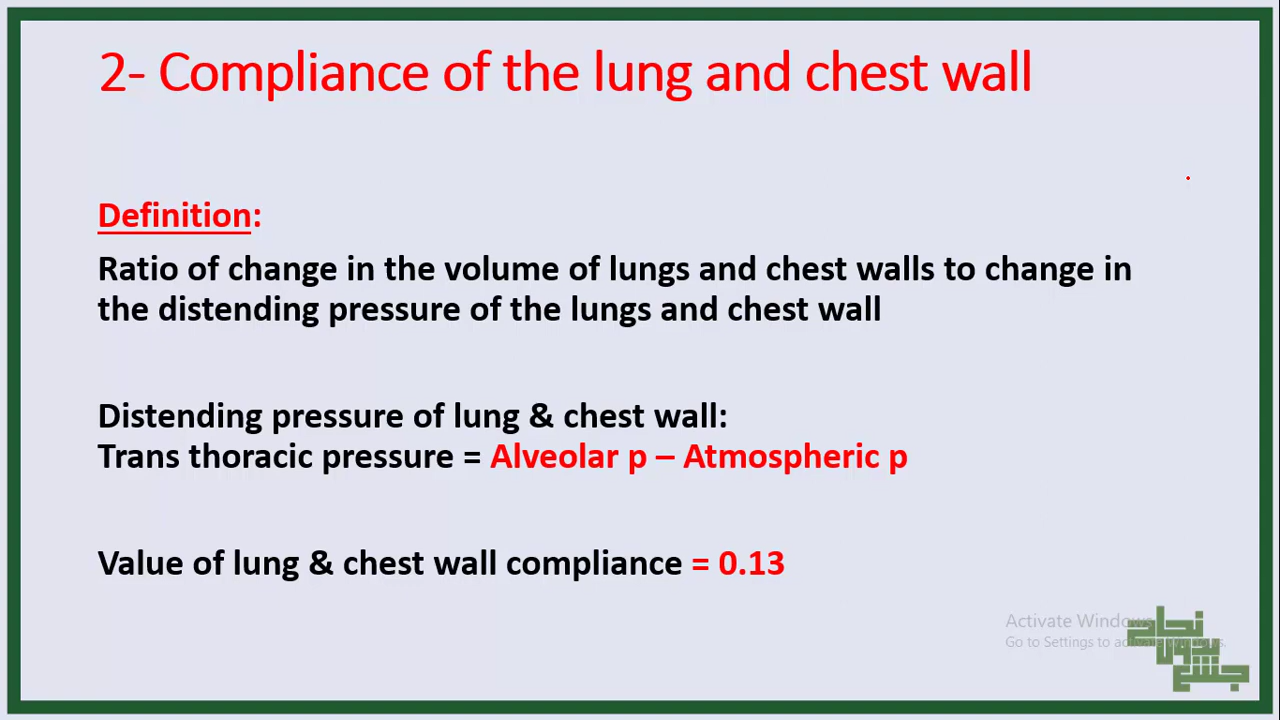 2- Compliance of the lung and chest wall
Definition:
Ratio of change in the volume of lungs and chest walls to change in
the distending pressure of the lungs and chest wall
Distending pressure of lung & chest wall:
Trans thoracic pressure = Alveolar p – Atmospheric p
Value of lung & chest wall compliance = 0.13
Activate Windows
Go to Settings to activate Windows.
نجاح
بدون
جشع